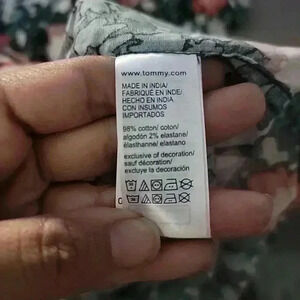 www.tommy.com
MADE IN INDIA/
FABRIQUÉ EN INDE/
HECHO EN INDIA
CON INSUMOS
IMPORTADOS
98% cotton/ coton/
algodón 2% elastane/
élasthanne/ elastano
exclusive of decoration/
sauf décoration/
excluye la decoración